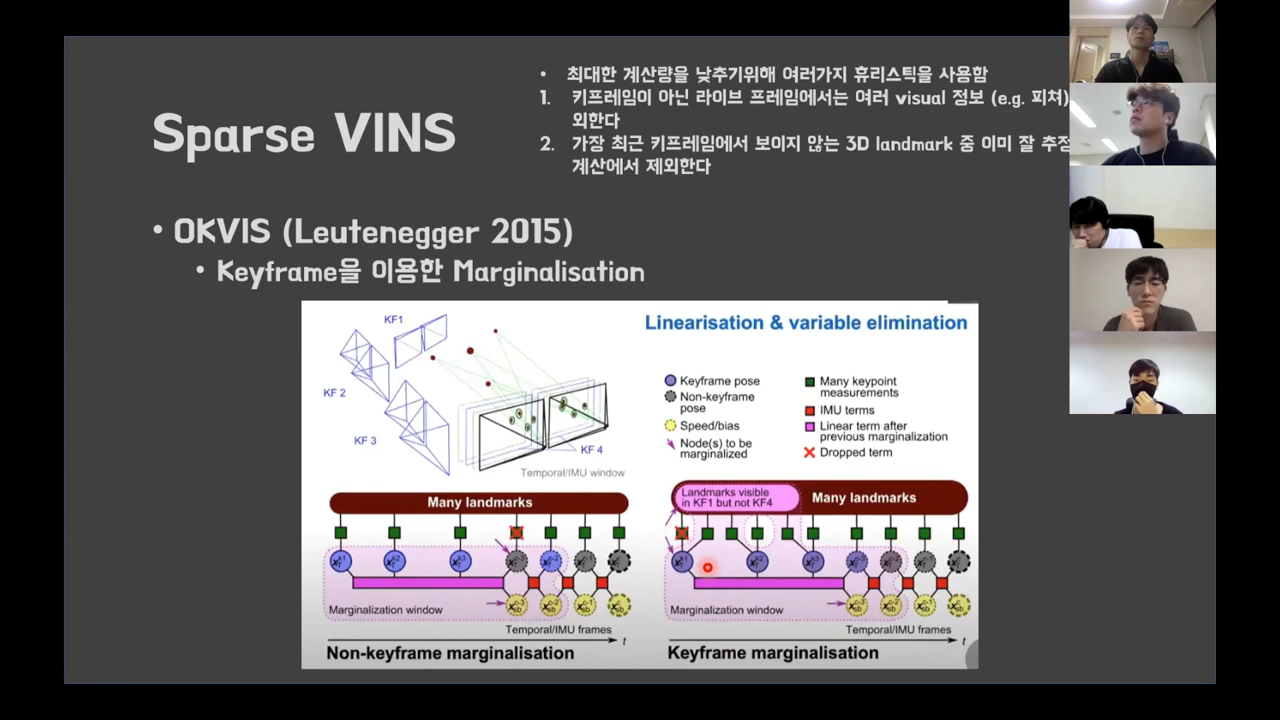 Sparse VINS
• 최대한 계산량을 낮추기위해 여러가지 휴리스틱을 사용함
1. 키프레임이 아닌 라이브 프레임에서는 여러 visual 정보 (e.g. 피쳐)
외한다
2. 가장 최근 키프레임에서 보이지 않는 3D landmark 중 이미 잘 추정
계산에서 제외한다
• OKVIS (Leutenegger 2015)
• Keyframe을 이용한 Marginalisation
KF1
KF 2
KF 3
KF 4
Temporal/IMU window
Linearisation & variable elimination
Keyframe pose
Non-keyframe
pose
Speed/bias
Node(s) to be
marginalized
Many keypoint
measurements
IMU terms
Linear term after
previous marginalization
Dropped term
Many landmarks
Marginalization window
Temporal/IMU frames
t
Non-keyframe marginalisation
Landmarks visible
in KF1 but not KF4
Many landmarks
Marginalization window
Temporal/IMU frames
t
Keyframe marginalisation